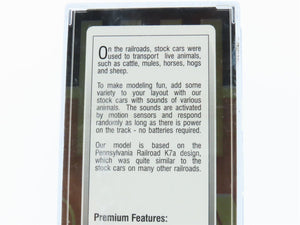 On the railroads, stock cars were
used to transport live animals,
such as cattle, mules, horses, hogs
and sheep.
To make modeling fun, add some
variety to your layout with our
stock cars with sounds of various
animals. The sounds are activated
by motion sensors and respond
randomly as long as there is power
on the track - no batteries required.
Our model is based on the
Pennsylvania Railroad K7a design,
which was quite similar to the
stock cars on many other railroads.
Premium Features: